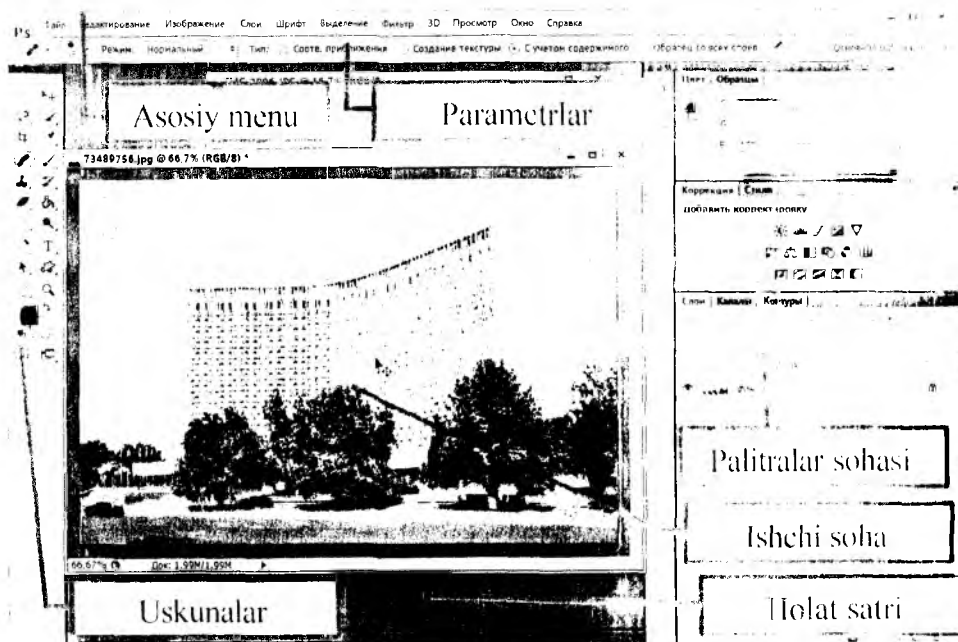 Ps Файл Редактирование Изображение Слои Шрифт Выделение Фильтр 3D Просмотр Окно Справка
Режим: Нормальный Тип: Соотв. приближения Создание текстуры С учетом содержимого Образец со всех слоев
Цвет Образцы
Asosiy menu
Parametrlar
73489756.jpg @ 66,7% (RGB/8) *
Коррекция Стили
Добавить корректировку
Слои Каналы Контуры
Palitralar sohasi
Ishchi soha
66,67% Док: 1,99M/1,99M
Uskunalar
Holat satri